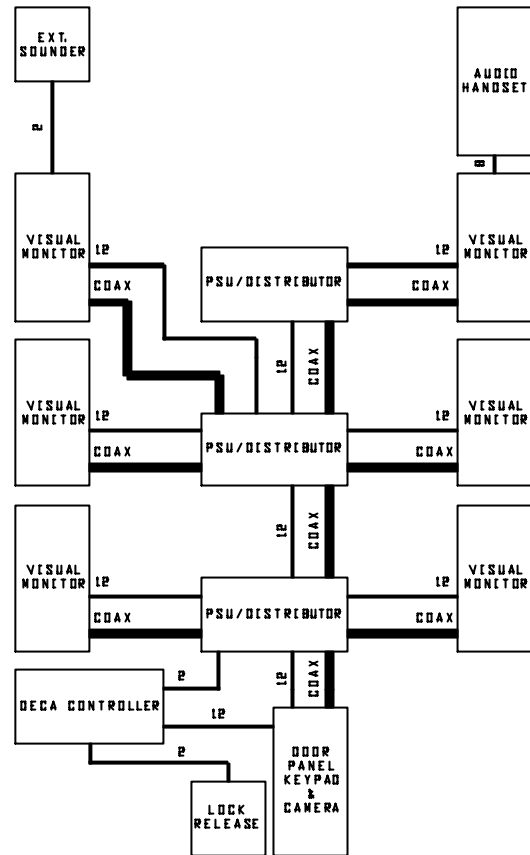 EXT.
SOUNDER
AUDIO
HANDSET
2
8
VISUAL
MONITOR
12
COAX
PSU/DISTRIBUTOR
12
COAX
VISUAL
MONITOR
12
COAX
VISUAL
MONITOR
12
COAX
PSU/DISTRIBUTOR
12
COAX
VISUAL
MONITOR
12
COAX
VISUAL
MONITOR
12
COAX
PSU/DISTRIBUTOR
12
COAX
VISUAL
MONITOR
2
12
COAX
DECA CONTROLLER
12
2
DOOR
PANEL
KEYPAD
&
CAMERA
LOCK
RELEASE